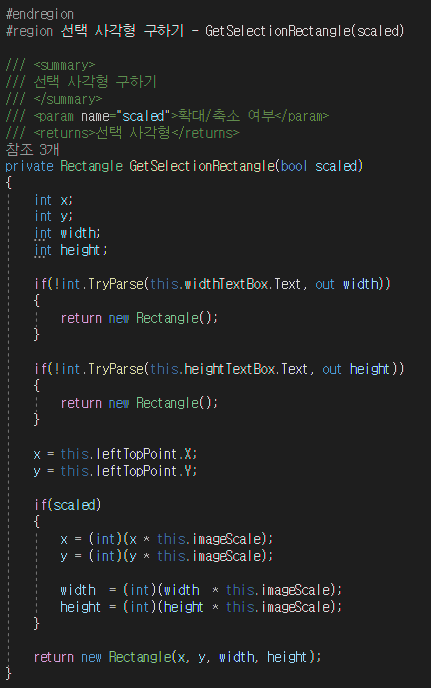 #endregion
#region 선택 사각형 구하기 - GetSelectionRectangle(scaled)

/// <summary>
/// 선택 사각형 구하기
/// </summary>
/// <param name="scaled">확대/축소 여부</param>
/// <returns>선택 사각형</returns>
참조 3개
private Rectangle GetSelectionRectangle(bool scaled)
{
    int x;
    int y;
    int width;
    int height;

    if(!int.TryParse(this.widthTextBox.Text, out width))
    {
        return new Rectangle();
    }

    if(!int.TryParse(this.heightTextBox.Text, out height))
    {
        return new Rectangle();
    }

    x = this.leftTopPoint.X;
    y = this.leftTopPoint.Y;

    if(scaled)
    {
        x = (int)(x * this.imageScale);
        y = (int)(y * this.imageScale);

        width  = (int)(width  * this.imageScale);
        height = (int)(height * this.imageScale);
    }

    return new Rectangle(x, y, width, height);
}